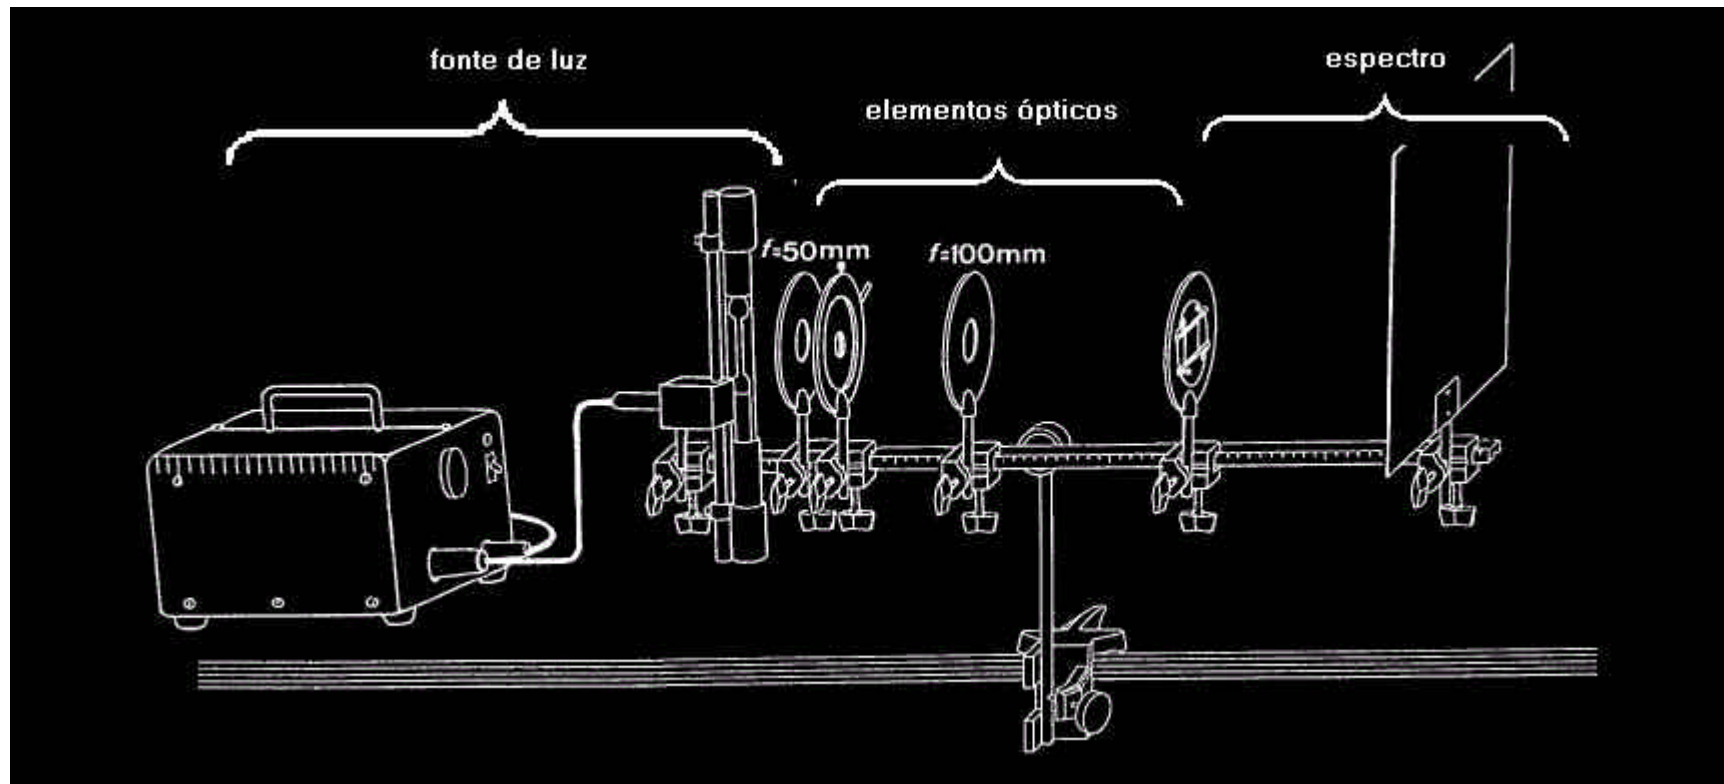 fonte de luz
espectro
elementos ópticos
f=50mm
f=100mm